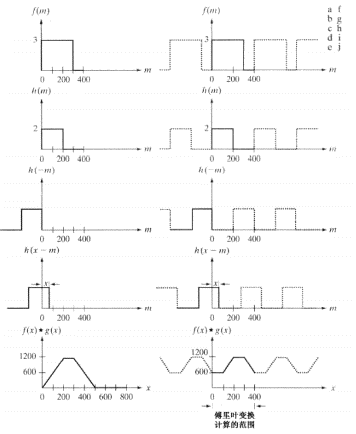 f(m)
f(m)
a f
b g
c h
d i
e j
3
3
0 200 400
m
0 200 400
m
h(m)
h(m)
2
2
0 200 400
m
0 200 400
m
h(−m)
h(−m)
0 200 400
m
0 200 400
m
h(x−m)
h(x−m)
x
x
0 200 400
m
0 200 400
m
f(x)★g(x)
f(x)★g(x)
1200
600
1200
600
0 200 400 600 800
x
0 200 400
x
傅里叶变换
计算的范围